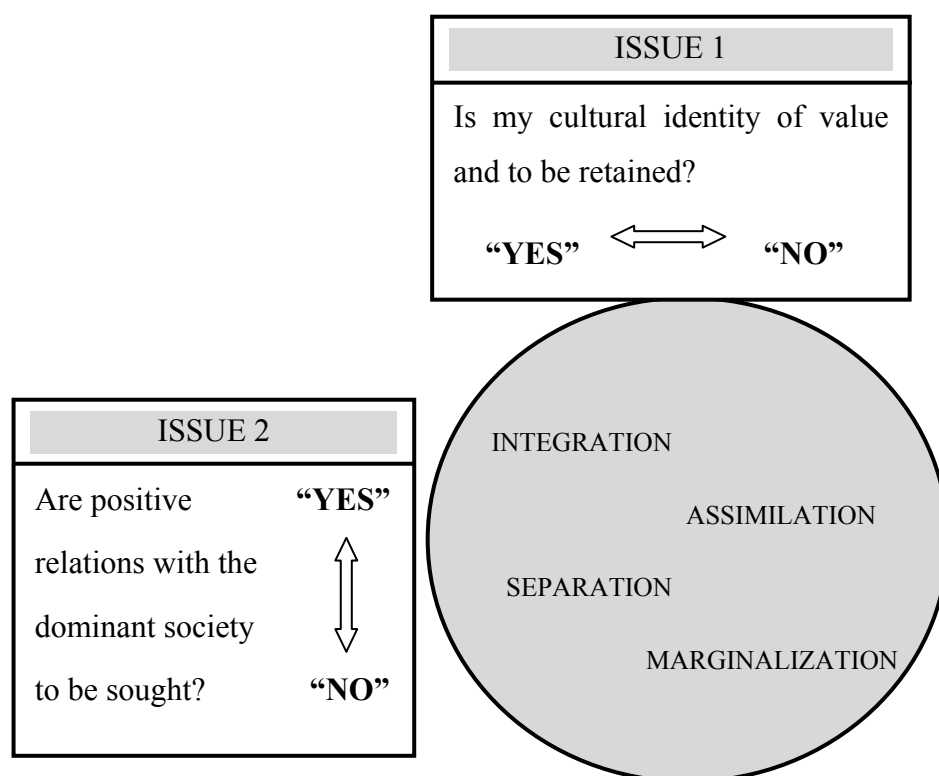 ISSUE 1
Is my cultural identity of value
and to be retained?
“YES” “NO”
ISSUE 2
Are positive “YES”
relations with the
dominant society
to be sought? “NO”
INTEGRATION
ASSIMILATION
SEPARATION
MARGINALIZATION